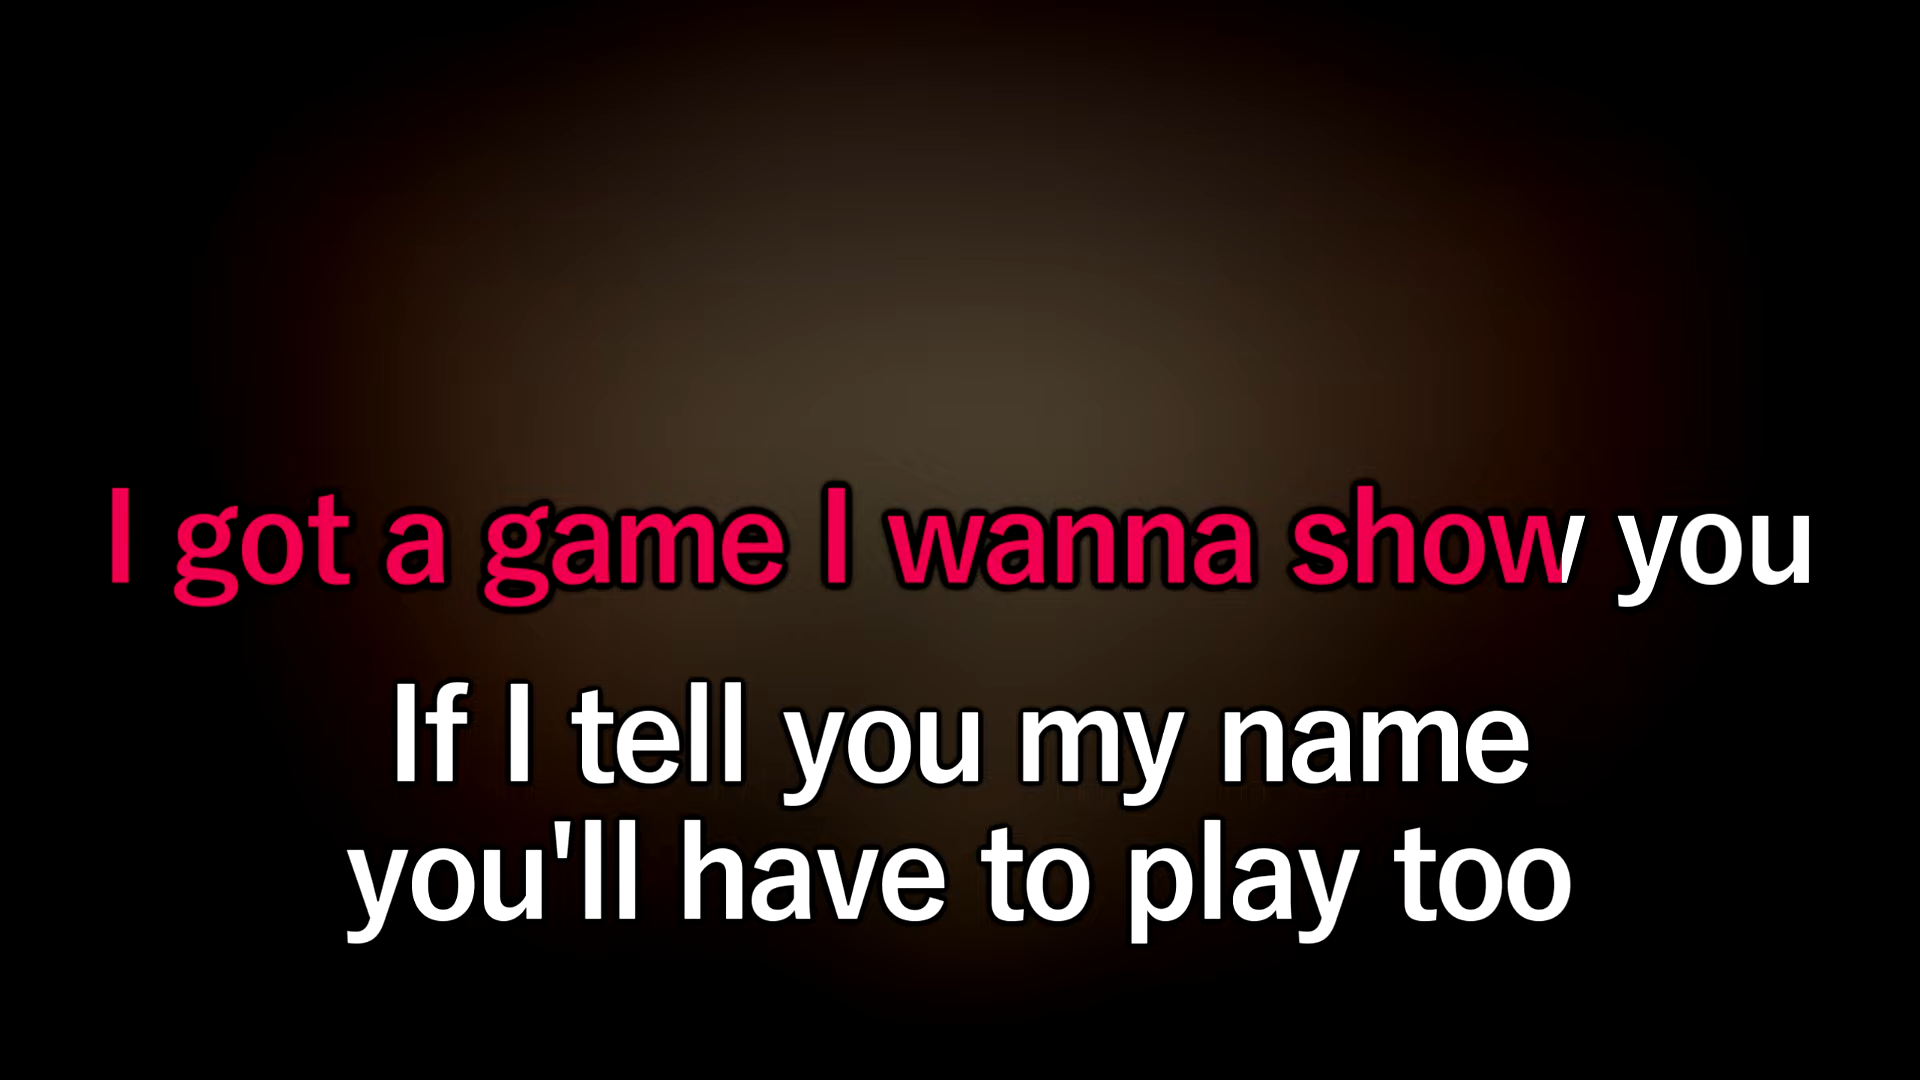 I got a game I wanna show you
If I tell you my name
you'll have to play too